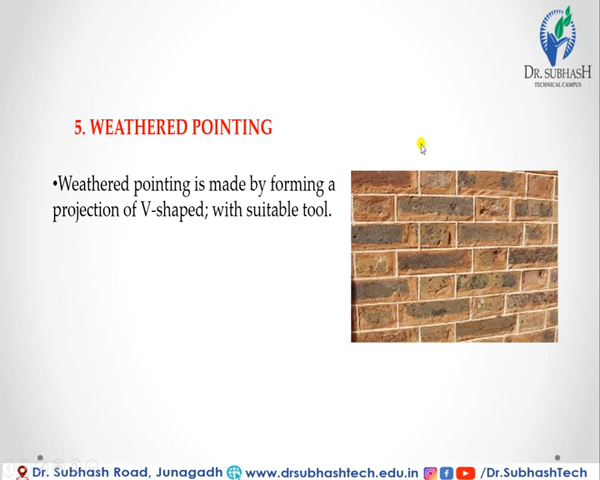 DR. SUBHASH
TECHNICAL CAMPUS
5. WEATHERED POINTING
•Weathered pointing is made by forming a
projection of V-shaped; with suitable tool.
Dr. Subhash Road, Junagadh www.drsubhashtech.edu.in /Dr.SubhashTech